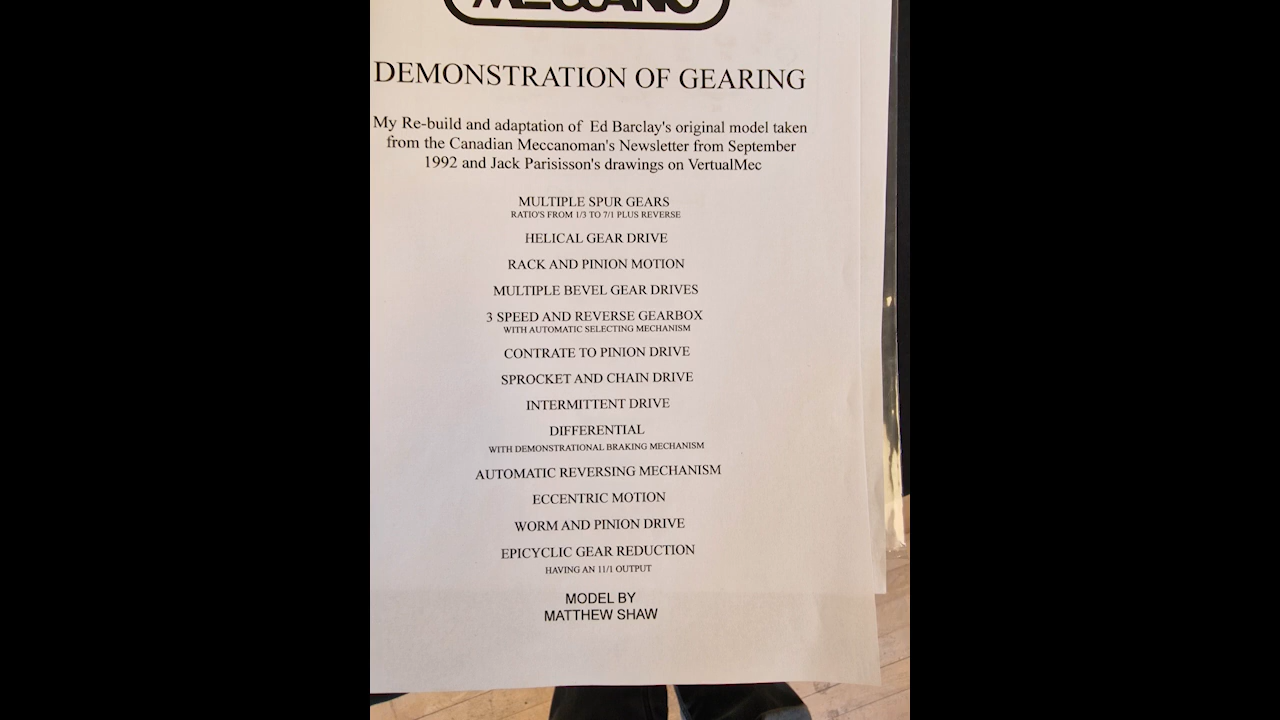 MECCANO
DEMONSTRATION OF GEARING
My Re-build and adaptation of Ed Barclay's original model taken
from the Canadian Meccanoman's Newsletter from September
1992 and Jack Parisisson's drawings on VertualMec
MULTIPLE SPUR GEARS
RATIO'S FROM 1/3 TO 7/1 PLUS REVERSE
HELICAL GEAR DRIVE
RACK AND PINION MOTION
MULTIPLE BEVEL GEAR DRIVES
3 SPEED AND REVERSE GEARBOX
WITH AUTOMATIC SELECTING MECHANISM
CONTRATE TO PINION DRIVE
SPROCKET AND CHAIN DRIVE
INTERMITTENT DRIVE
DIFFERENTIAL
WITH DEMONSTRATIONAL BRAKING MECHANISM
AUTOMATIC REVERSING MECHANISM
ECCENTRIC MOTION
WORM AND PINION DRIVE
EPICYCLIC GEAR REDUCTION
HAVING AN 11/1 OUTPUT
MODEL BY
MATTHEW SHAW